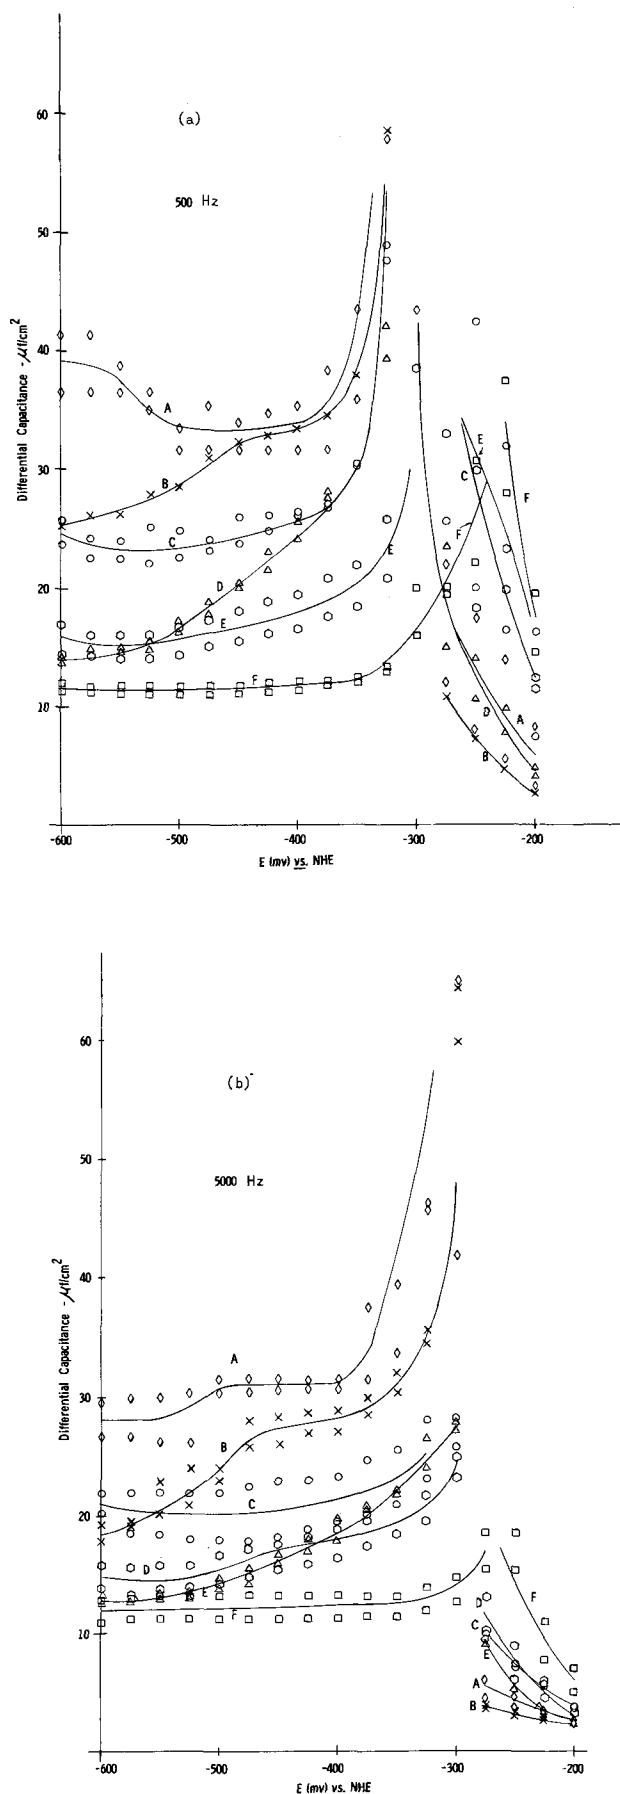 (a)
500 Hz
60
50
40
30
20
10
Differential Capacitance - μf/cm²
A
B
C
D
E
F
E
C
F
F
D
A
B
-600
-500
-400
-300
-200
E (mv) vs. NHE
(b)
5000 Hz
60
50
40
30
20
10
Differential Capacitance - μf/cm²
A
B
C
D
E
F
F
D
C
E
A
B
-600
-500
-400
-300
-200
E (mv) vs. NHE